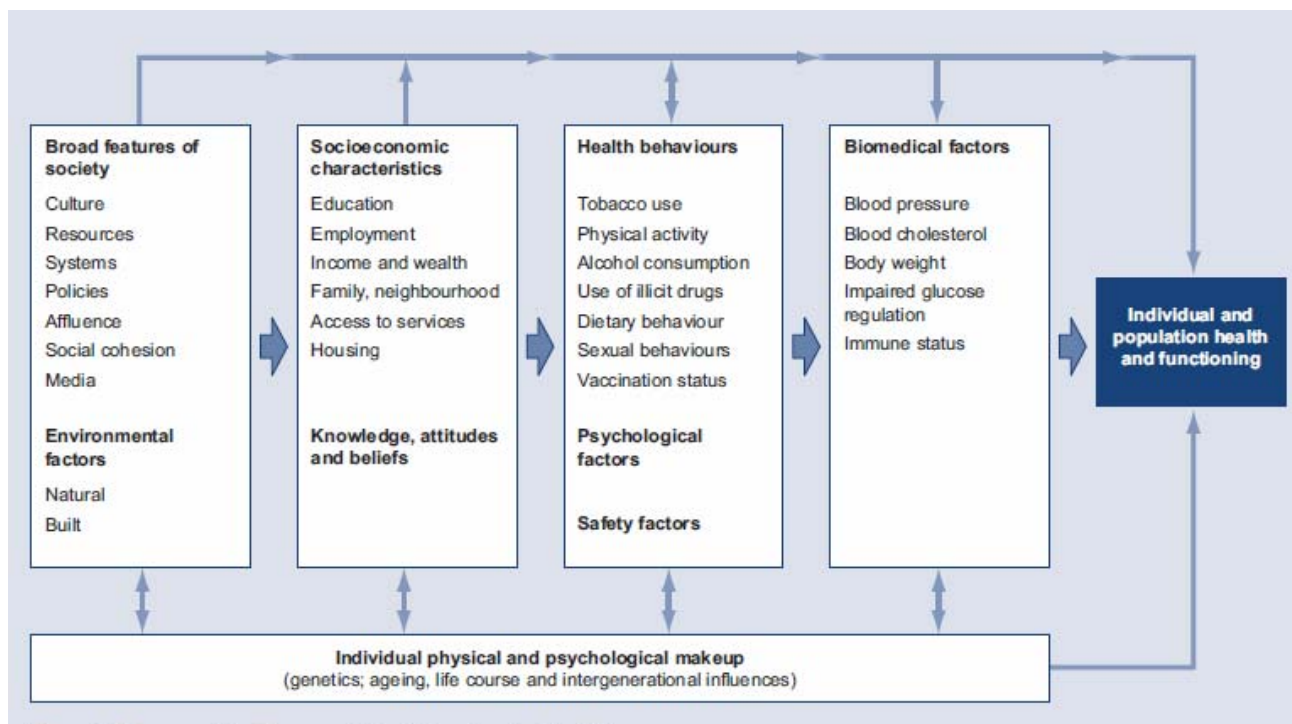 Broad features of
society
Culture
Resources
Systems
Policies
Affluence
Social cohesion
Media
Environmental
factors
Natural
Built
Socioeconomic
characteristics
Education
Employment
Income and wealth
Family, neighbourhood
Access to services
Housing
Knowledge, attitudes
and beliefs
Health behaviours
Tobacco use
Physical activity
Alcohol consumption
Use of illicit drugs
Dietary behaviour
Sexual behaviours
Vaccination status
Psychological
factors
Safety factors
Biomedical factors
Blood pressure
Blood cholesterol
Body weight
Impaired glucose
regulation
Immune status
Individual and
population health
and functioning
Individual physical and psychological makeup
(genetics; ageing, life course and intergenerational influences)